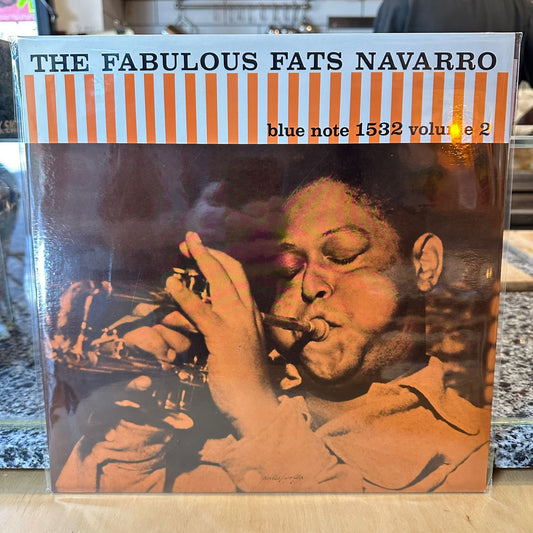 THE FABULOUS FATS NAVARRO
blue note 1532 volume 2